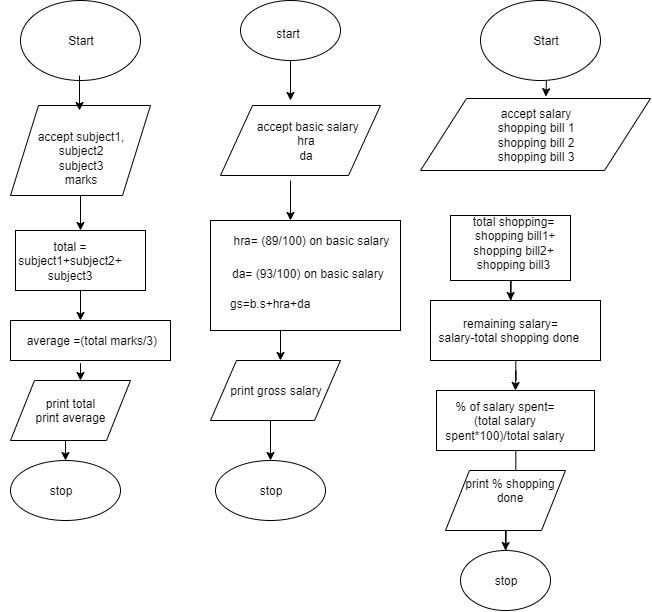 Start
accept subject1,
subject2
subject3
marks
total =
subject1+subject2+
subject3
average =(total marks/3)
print total
print average
stop
start
accept basic salary
hra
da
hra= (89/100) on basic salary
da= (93/100) on basic salary
gs=b.s+hra+da
print gross salary
stop
Start
accept salary
shopping bill 1
shopping bill 2
shopping bill 3
total shopping=
shopping bill1+
shopping bill2+
shopping bill3
remaining salary=
salary-total shopping done
% of salary spent=
(total salary
spent*100)/total salary
print % shopping
done
stop